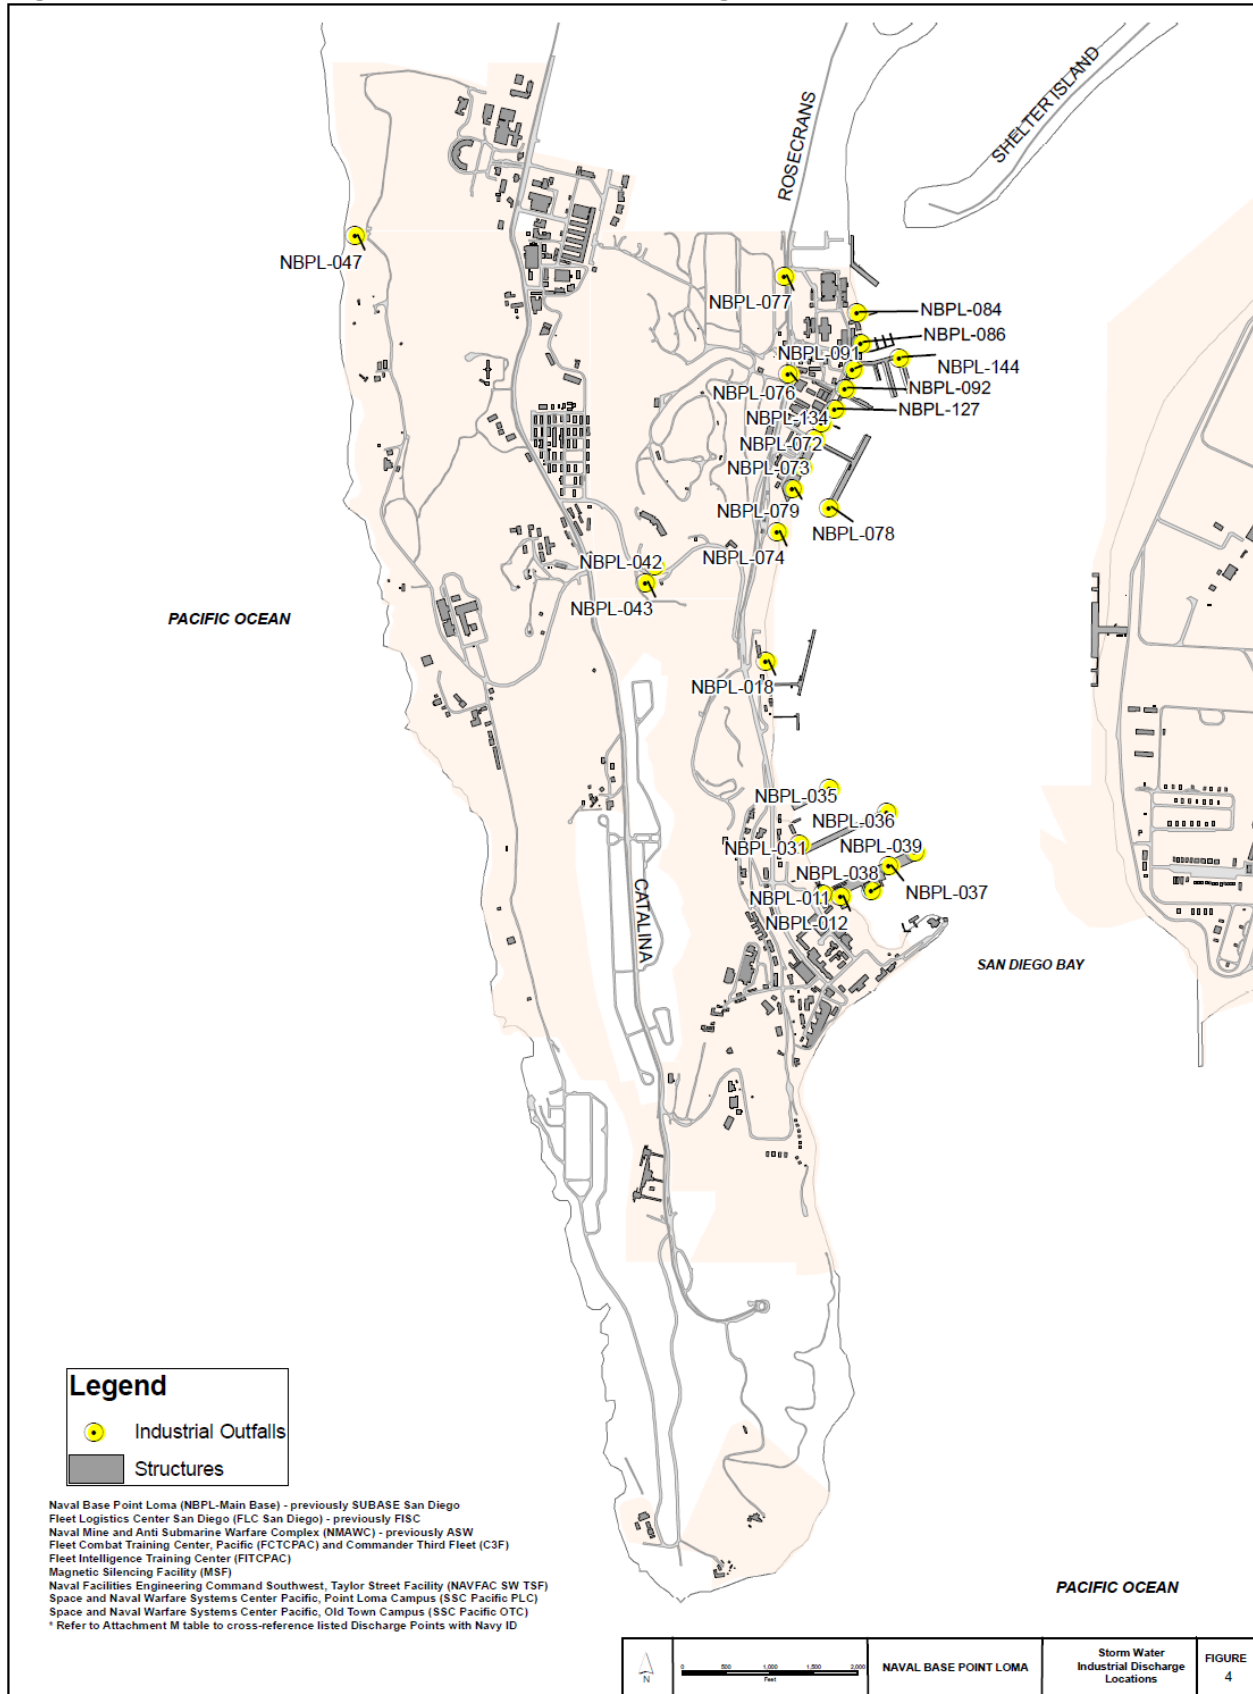 ROSECRANS
SHELTER ISLAND
NBPL-047
NBPL-077
NBPL-084
NBPL-086
NBPL-091
NBPL-144
NBPL-076
NBPL-092
NBPL-134
NBPL-127
NBPL-072
NBPL-073
NBPL-079
NBPL-078
NBPL-074
NBPL-042
NBPL-043
PACIFIC OCEAN
NBPL-018
NBPL-035
NBPL-036
NBPL-031
NBPL-039
NBPL-038
NBPL-037
NBPL-011
NBPL-012
CATALINA
SAN DIEGO BAY
Legend
Industrial Outfalls
Structures
Naval Base Point Loma (NBPL-Main Base) - previously SUBASE San Diego
Fleet Logistics Center San Diego (FLC San Diego) - previously FISC
Naval Mine and Anti Submarine Warfare Complex (NMAWC) - previously ASW
Fleet Combat Training Center, Pacific (FCTCPAC) and Commander Third Fleet (C3F)
Fleet Intelligence Training Center (FITCPAC)
Magnetic Silencing Facility (MSF)
Naval Facilities Engineering Command Southwest, Taylor Street Facility (NAVFAC SW TSF)
Space and Naval Warfare Systems Center Pacific, Point Loma Campus (SSC Pacific PLC)
Space and Naval Warfare Systems Center Pacific, Old Town Campus (SSC Pacific OTC)
* Refer to Attachment M table to cross-reference listed Discharge Points with Navy ID
PACIFIC OCEAN
N
0 500 1,000 1,500 2,000
Feet
NAVAL BASE POINT LOMA
Storm Water
Industrial Discharge
Locations
FIGURE
4